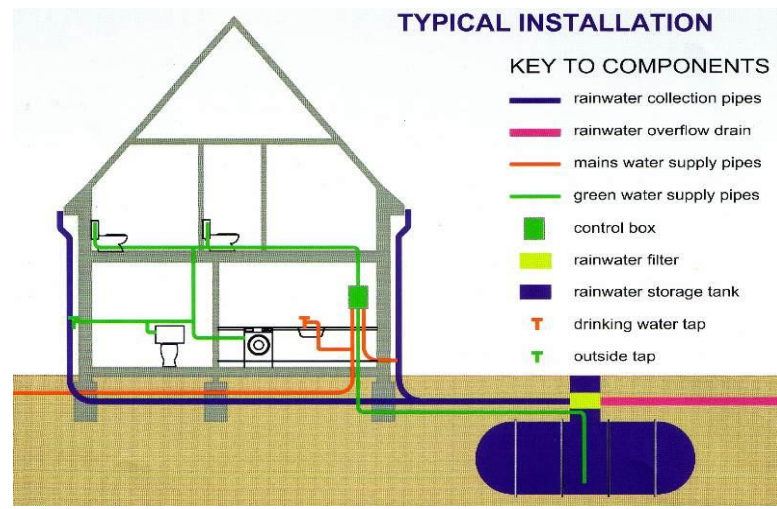 TYPICAL INSTALLATION
KEY TO COMPONENTS
rainwater collection pipes
rainwater overflow drain
mains water supply pipes
green water supply pipes
control box
rainwater filter
rainwater storage tank
drinking water tap
outside tap